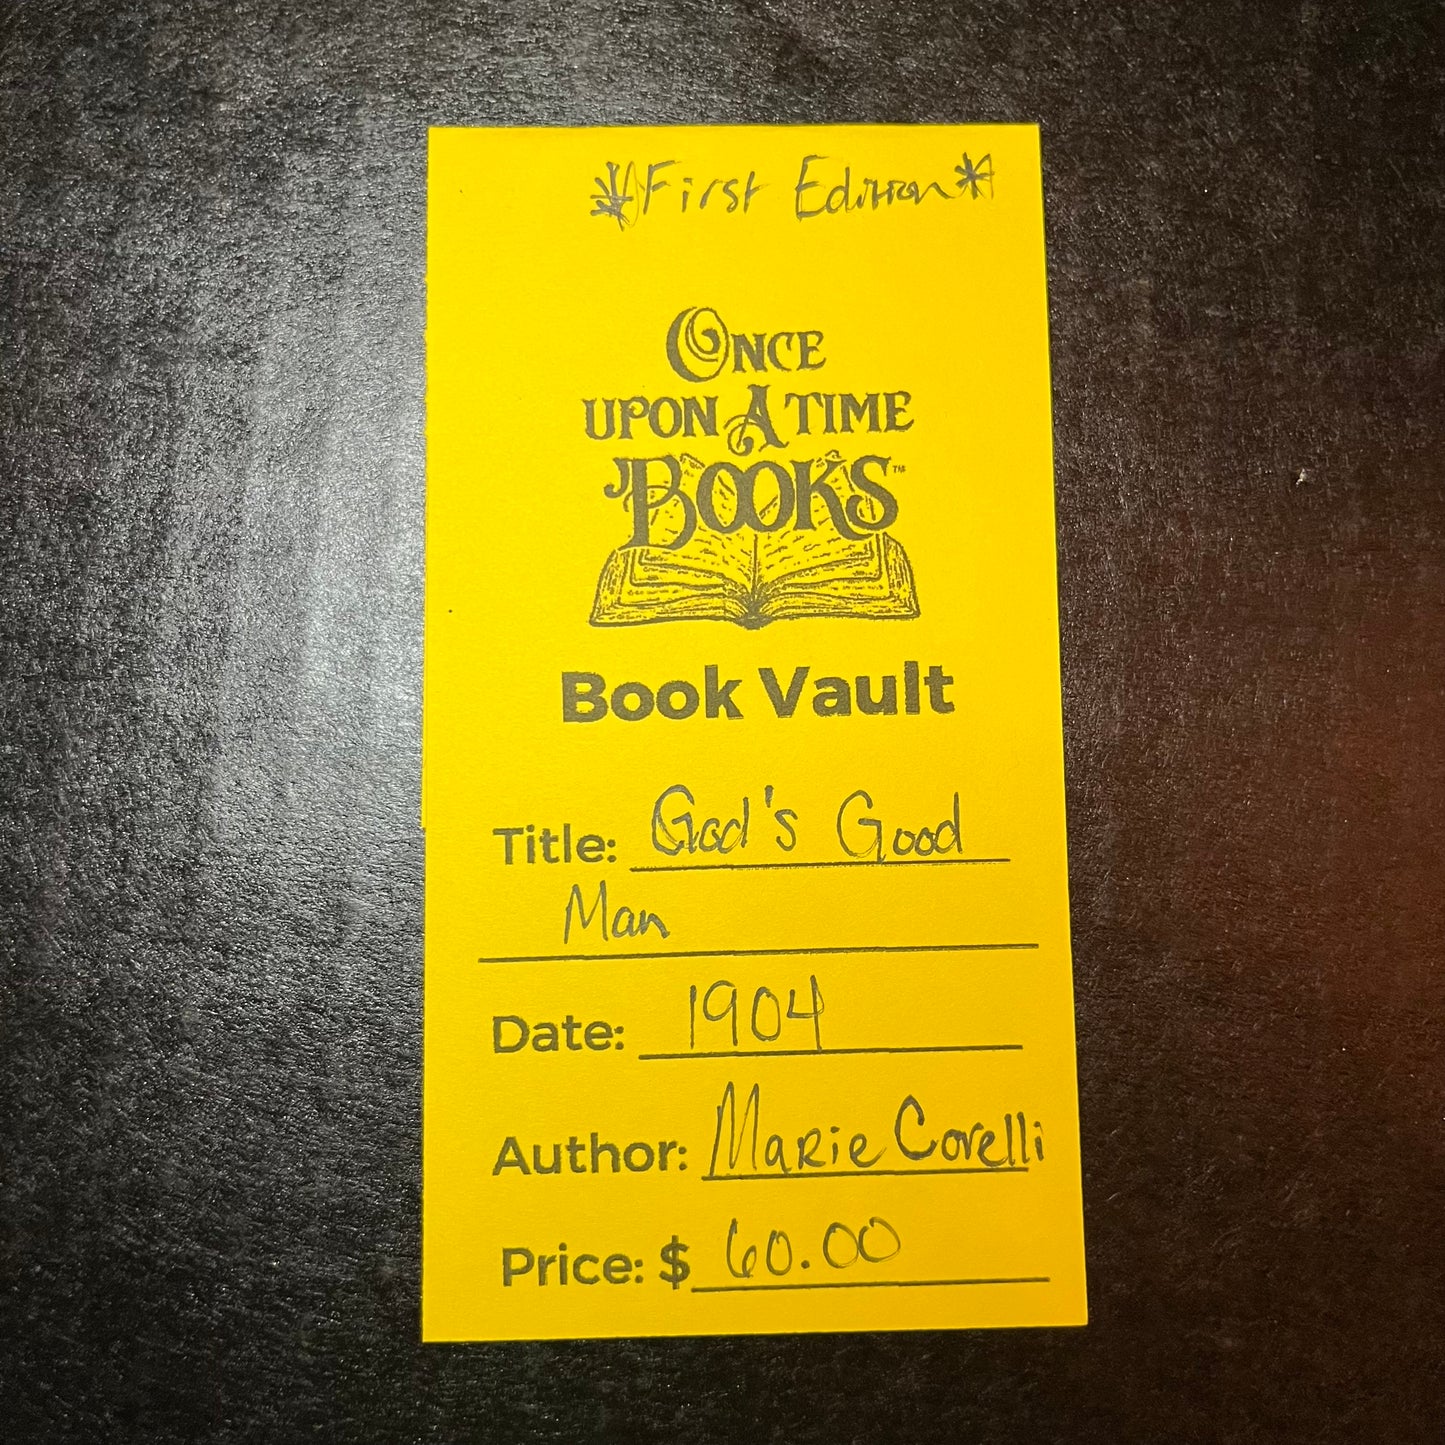 *First Edition*
Once
upon A time
Books™
Book Vault
Title: God's Good
Man
Date: 1904
Author: Marie Corelli
Price: $ 60.00